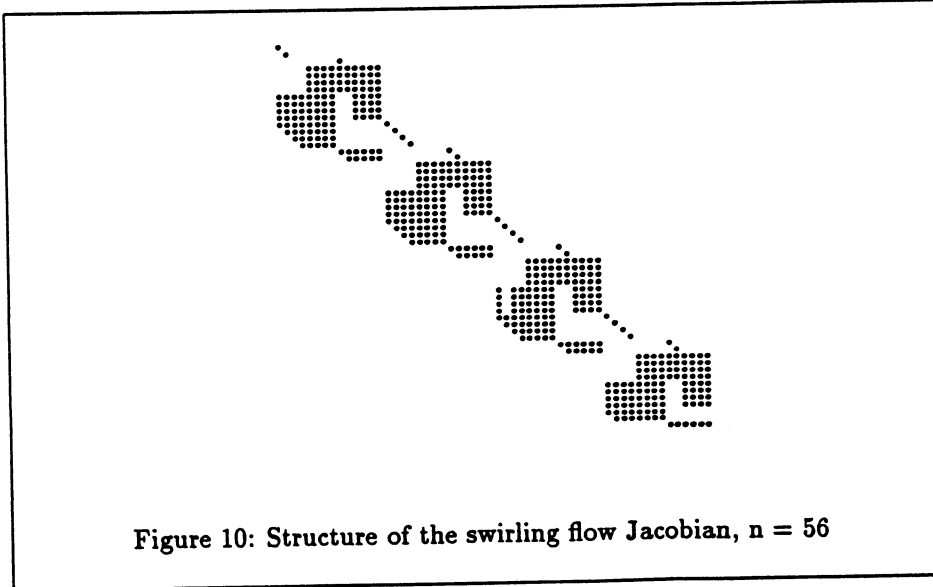 Figure 10: Structure of the swirling flow Jacobian, n = 56